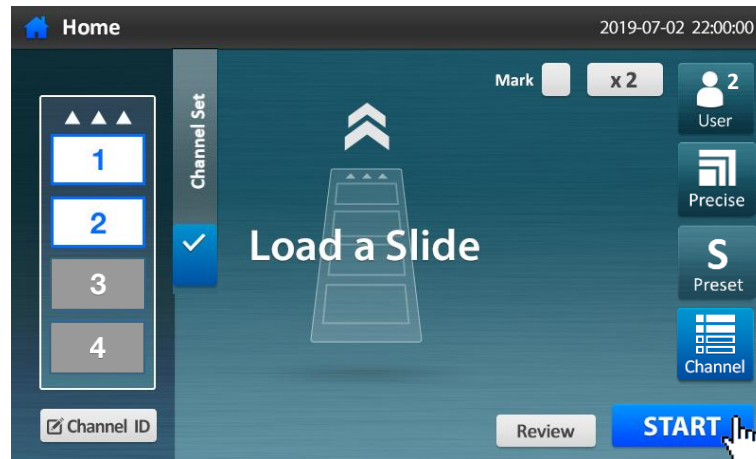 Home
2019-07-02 22:00:00
Mark
x 2
2
User
Channel Set
1
2
3
4
Precise
Load a Slide
S
Preset
Channel
Channel ID
Review
START